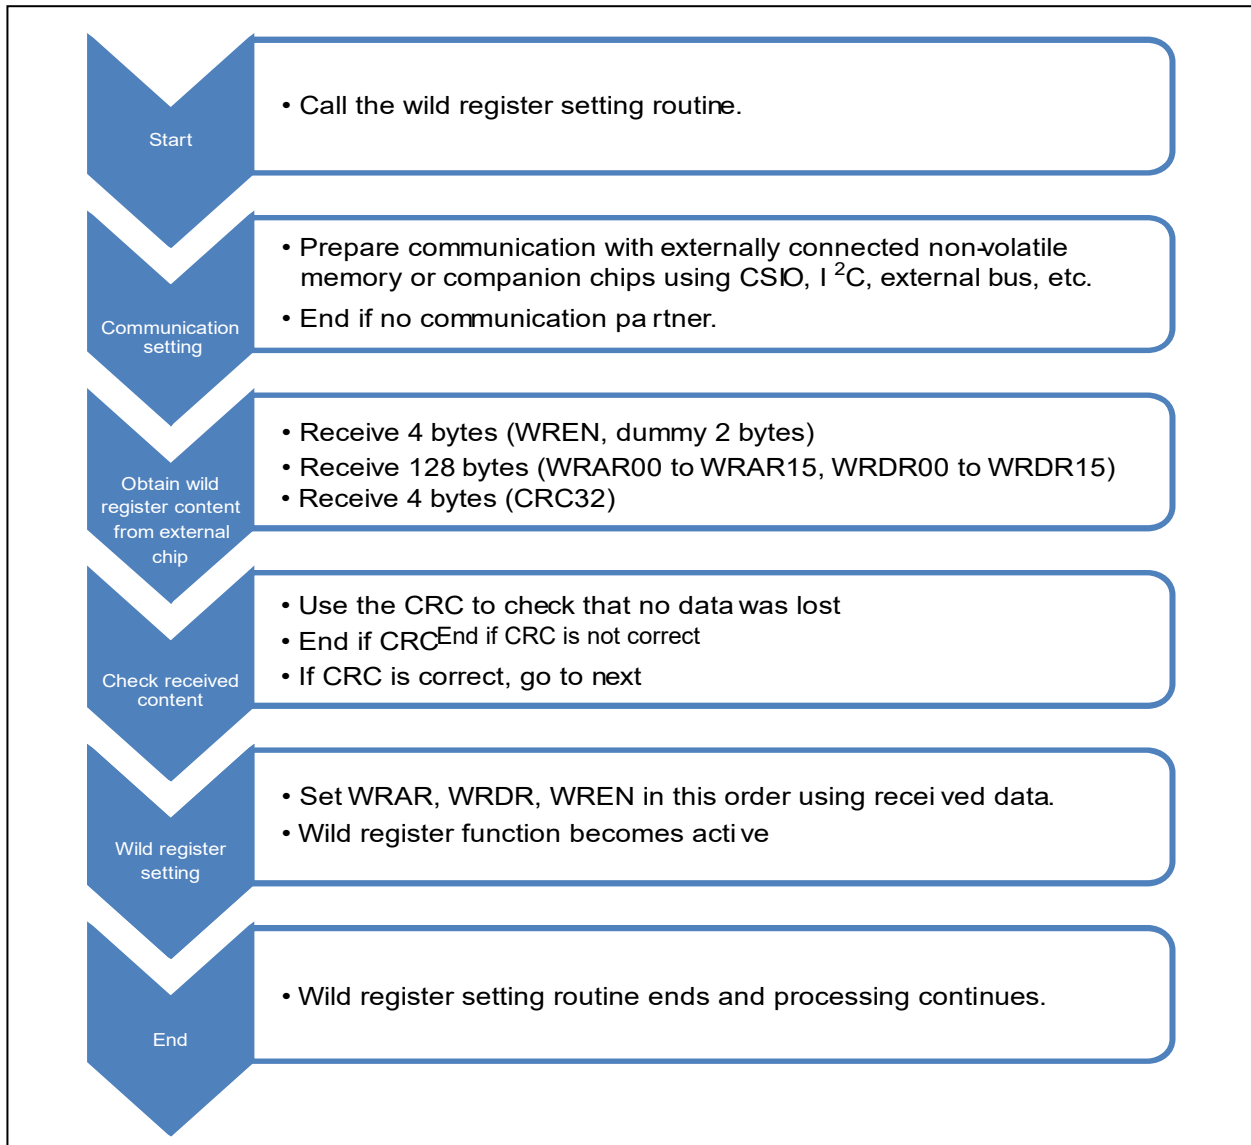 Start
• Call the wild register setting routine.
Communication
setting
• Prepare communication with externally connected non-volatile
memory or companion chips using CSIO, I ²C, external bus, etc.
• End if no communication pa rtner.
Obtain wild
register content
from external
chip
• Receive 4 bytes (WREN, dummy 2 bytes)
• Receive 128 bytes (WRAR00 to WRAR15, WRDR00 to WRDR15)
• Receive 4 bytes (CRC32)
Check received
content
• Use the CRC to check that no data was lost
• End if CRC End if CRC is not correct
• If CRC is correct, go to next
Wild register
setting
• Set WRAR, WRDR, WREN in this order using recei ved data.
• Wild register function becomes acti ve
End
• Wild register setting routine ends and processing continues.